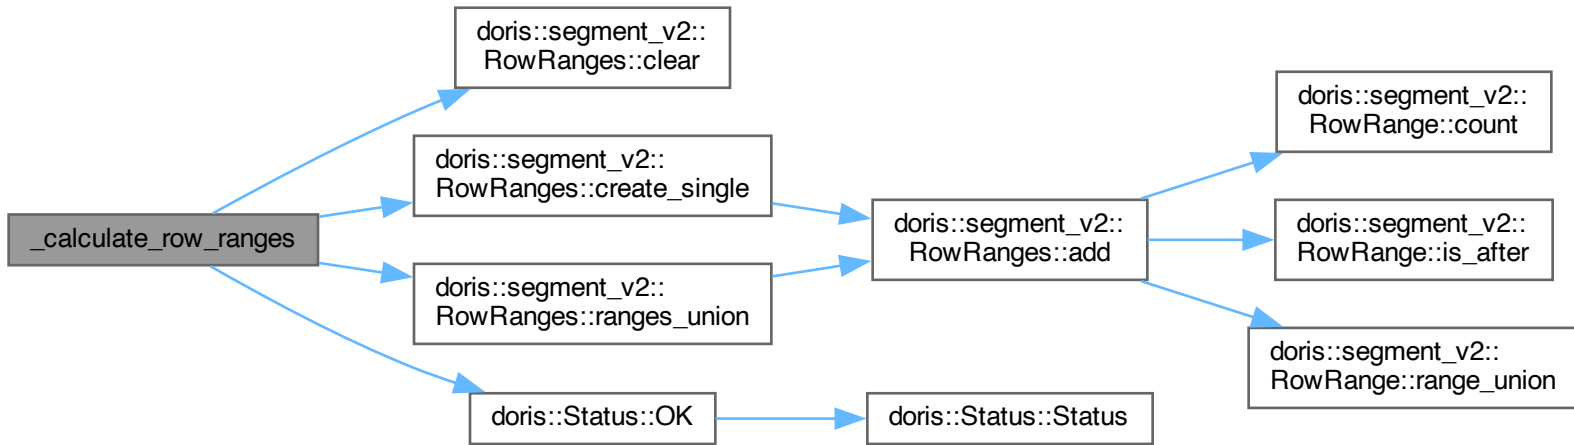 _calculate_row_ranges
doris::segment_v2::
RowRanges::clear
doris::segment_v2::
RowRanges::create_single
doris::segment_v2::
RowRanges::ranges_union
doris::Status::OK
doris::segment_v2::
RowRanges::add
doris::Status::Status
doris::segment_v2::
RowRange::count
doris::segment_v2::
RowRange::is_after
doris::segment_v2::
RowRange::range_union